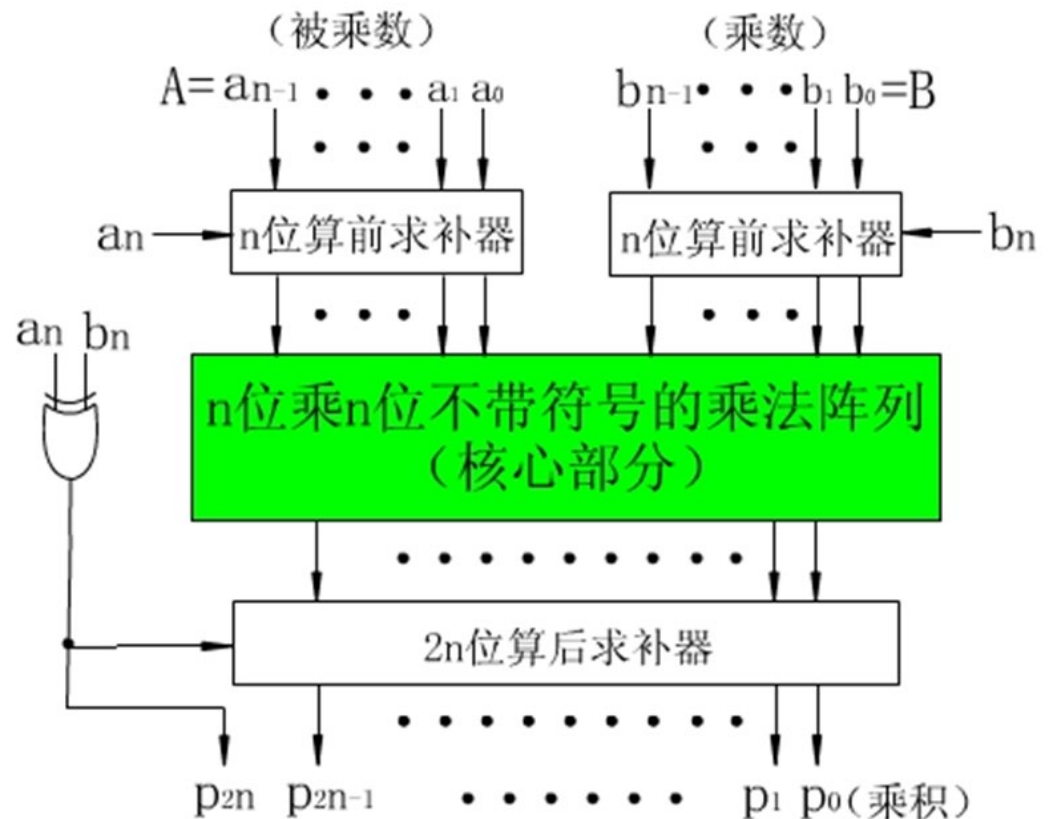 (被乘数) (乘数)
A=an-1 • • • a1 a0 bn-1 • • • b1 b0=B
• • • • • •
an n位算前求补器 n位算前求补器 bn
• • • • • •
an bn
n位乘n位不带符号的乘法阵列
(核心部分)
• • • • • • • • •
2n位算后求补器
• • • • • • • • •
p2n p2n-1 • • • • • • p1 p0(乘积)